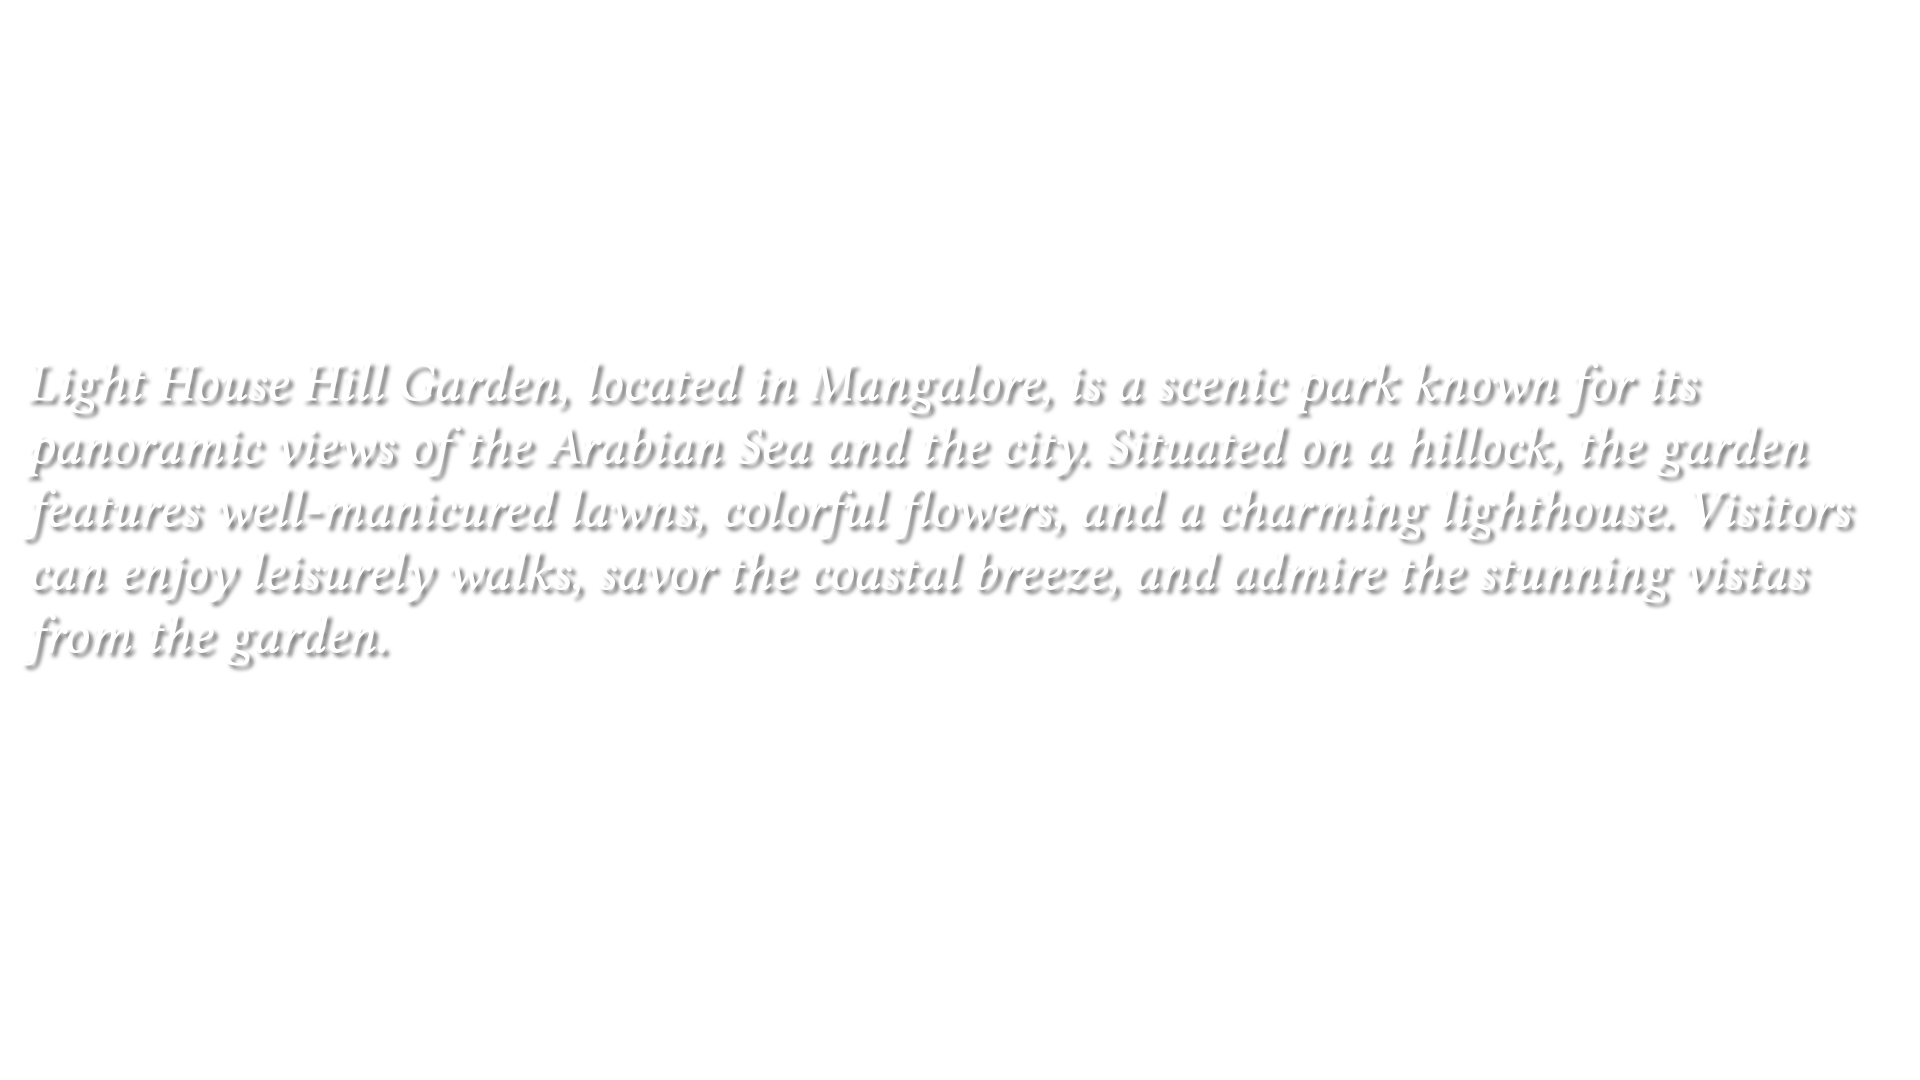 Light House Hill Garden, located in Mangalore, is a scenic park known for its
panoramic views of the Arabian Sea and the city. Situated on a hillock, the garden
features well-manicured lawns, colorful flowers, and a charming lighthouse. Visitors
can enjoy leisurely walks, savor the coastal breeze, and admire the stunning vistas
from the garden.